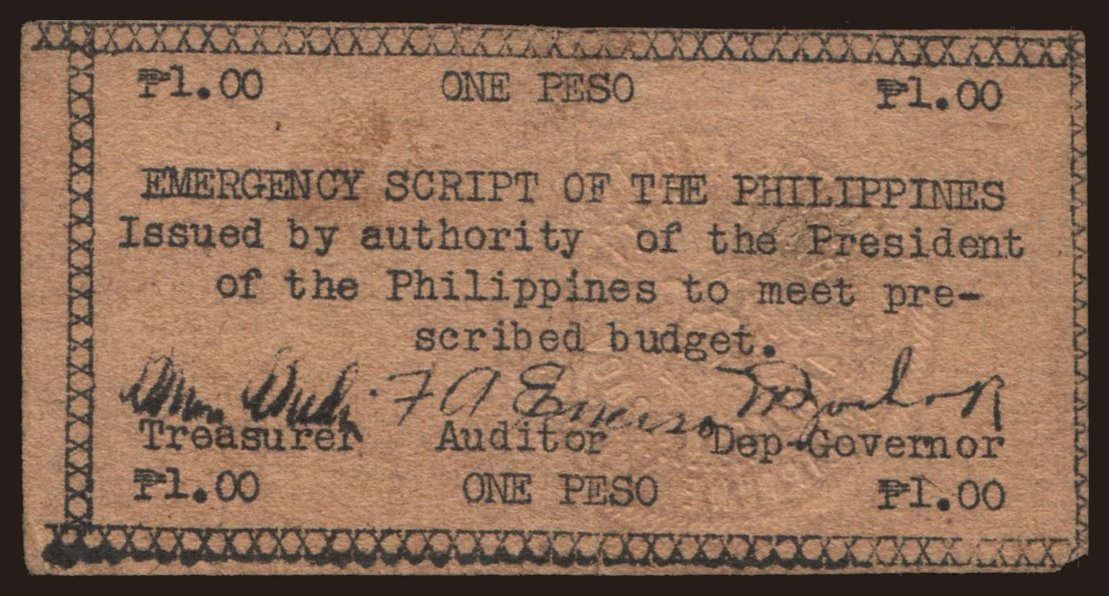 ₱1.00 ONE PESO ₱1.00
EMERGENCY SCRIPT OF THE PHILIPPINES
Issued by authority of the President
of the Philippines to meet pre-
scribed budget.
F A
Treasurer Auditor Dep-Governor
₱1.00 ONE PESO ₱1.00